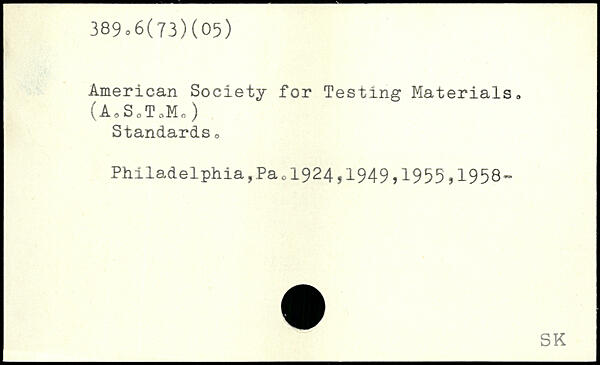 389.6(73)(05)
American Society for Testing Materials.
(A.S.T.M.)
Standards.
Philadelphia,Pa.1924,1949,1955,1958-
SK